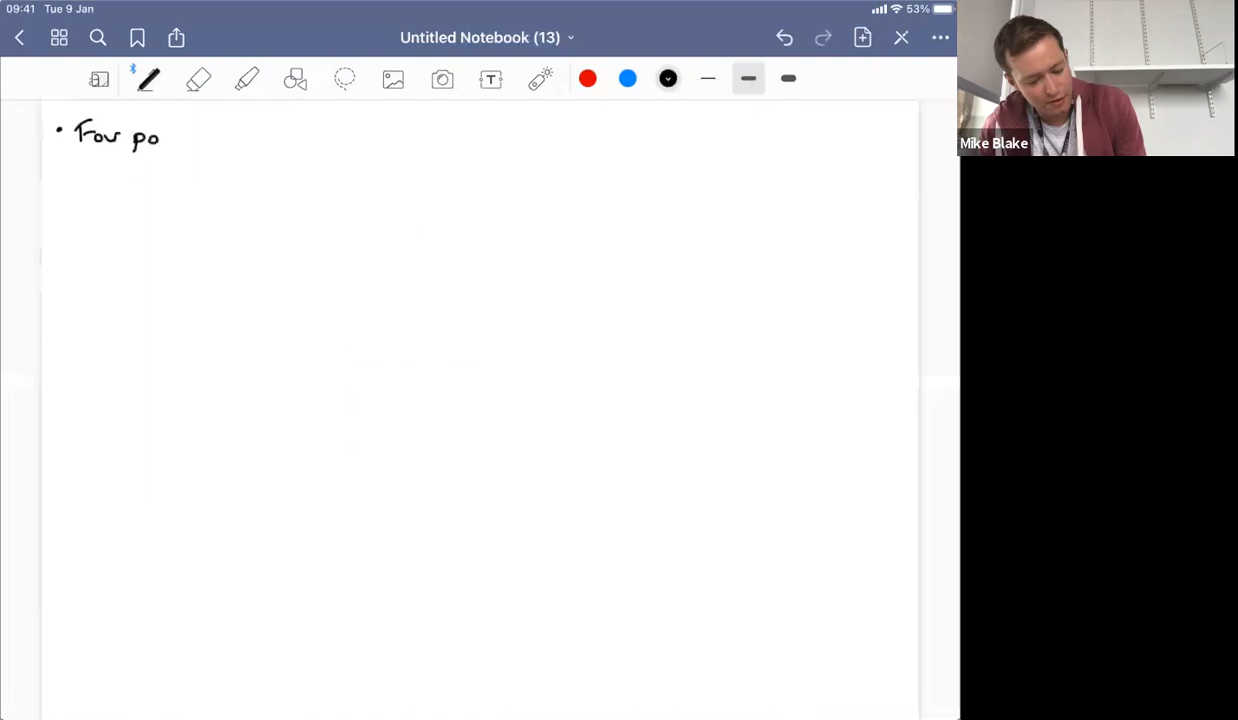 09:41 Tue 9 Jan 53%
Untitled Notebook (13)
T
• Four po
Mike Blake